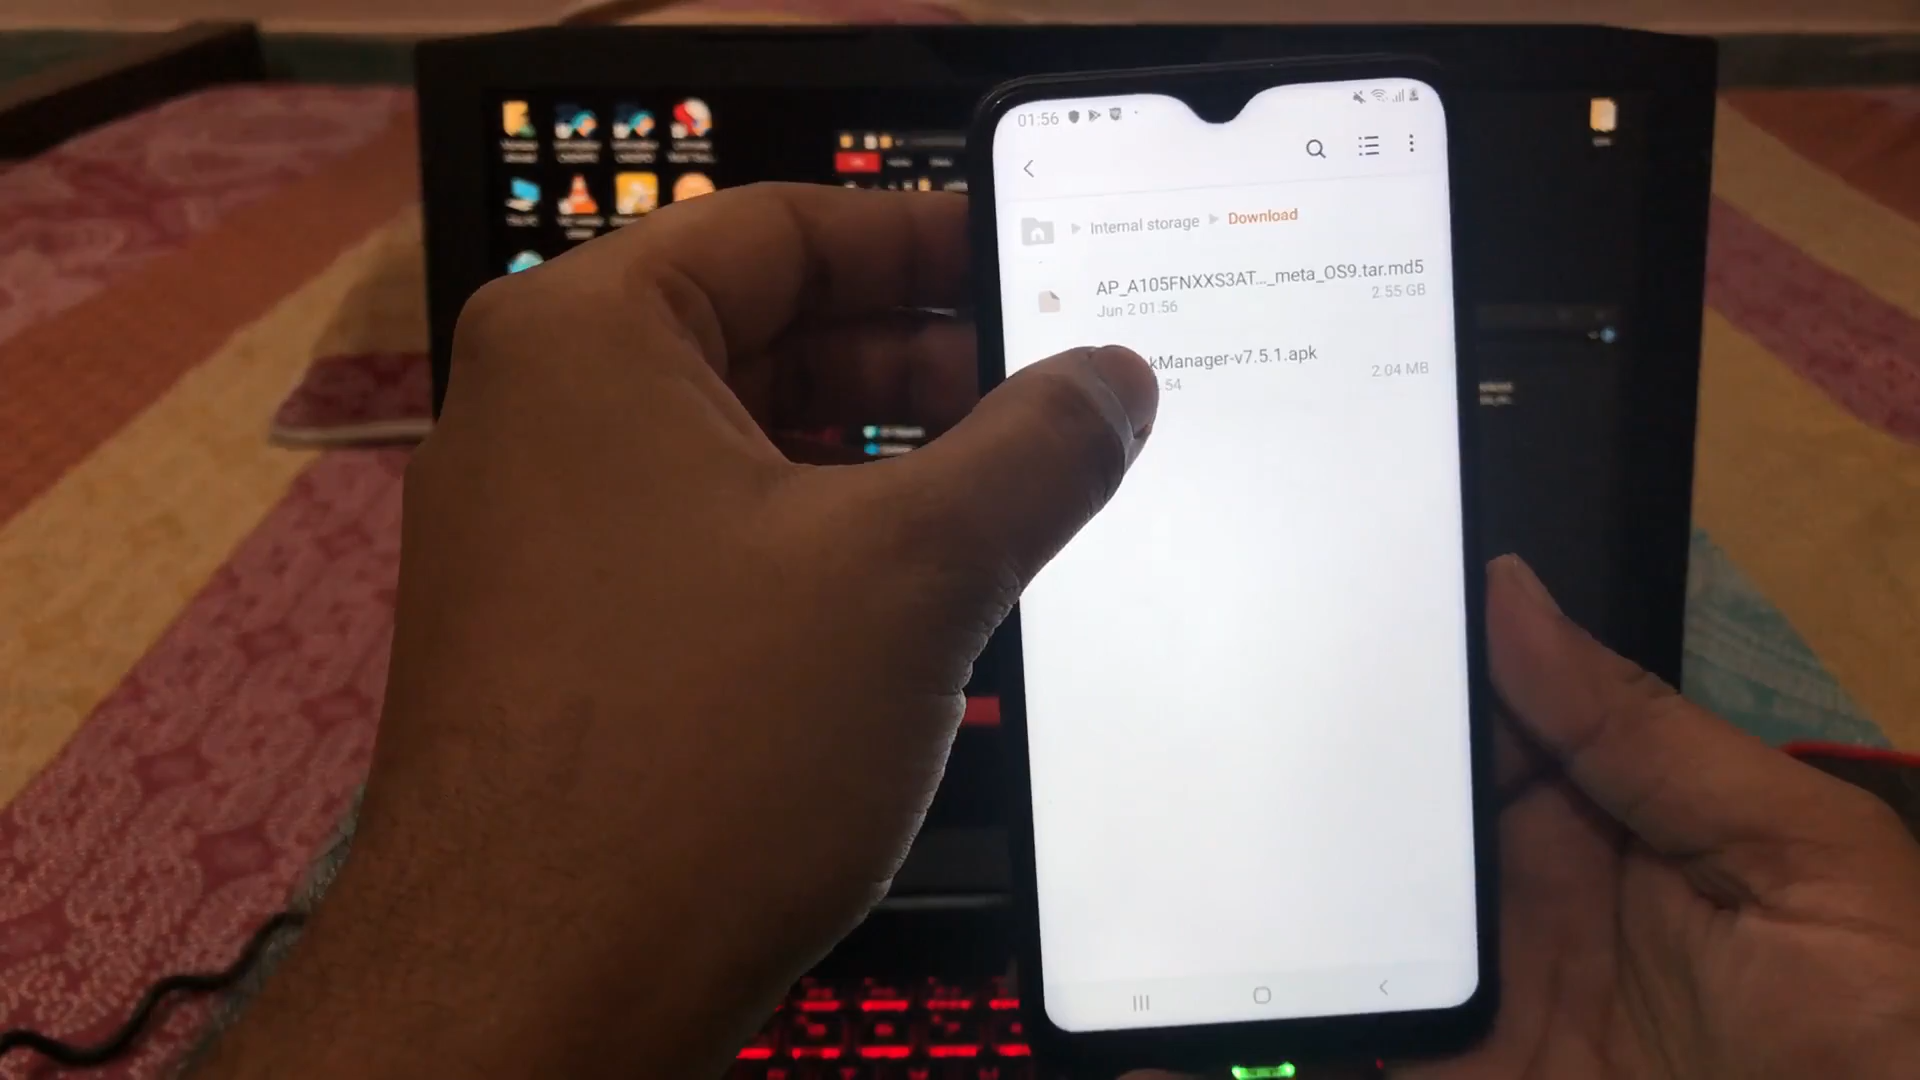 01:56
Internal storage Download
AP_A105FNXXS3AT..._meta_OS9.tar.md5
Jun 2 01:56 2.55 GB
kManager-v7.5.1.apk
54 2.04 MB